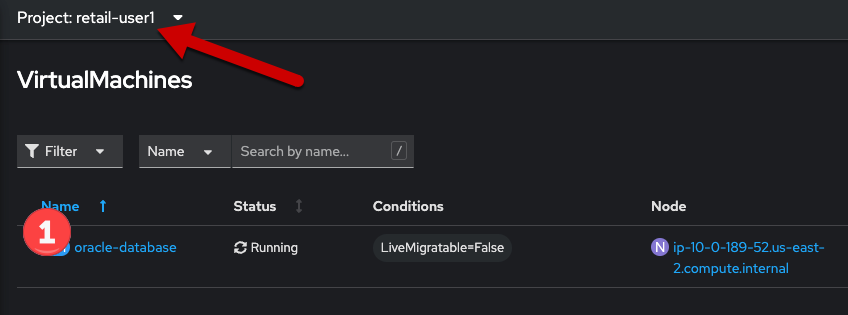 Project: retail-user1
VirtualMachines
Filter Name Search by name... /
Name Status Conditions Node
1 oracle-database Running LiveMigratable=False N ip-10-0-189-52.us-east-
2.compute.internal